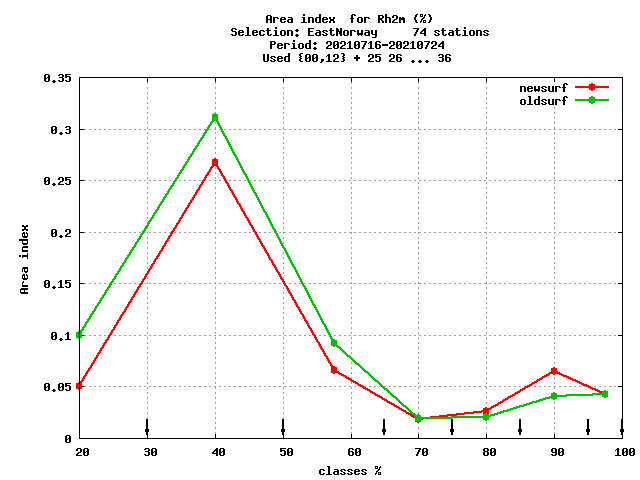 Area index  for Rh2m (%)
Selection: EastNorway     74 stations
Period: 20210716-20210724
Used {00,12} + 25 26 ... 36
newsurf
oldsurf
0.35
0.3
0.25
0.2
0.15
0.1
0.05
0
Area index
20 30 40 50 60 70 80 90 100
classes %